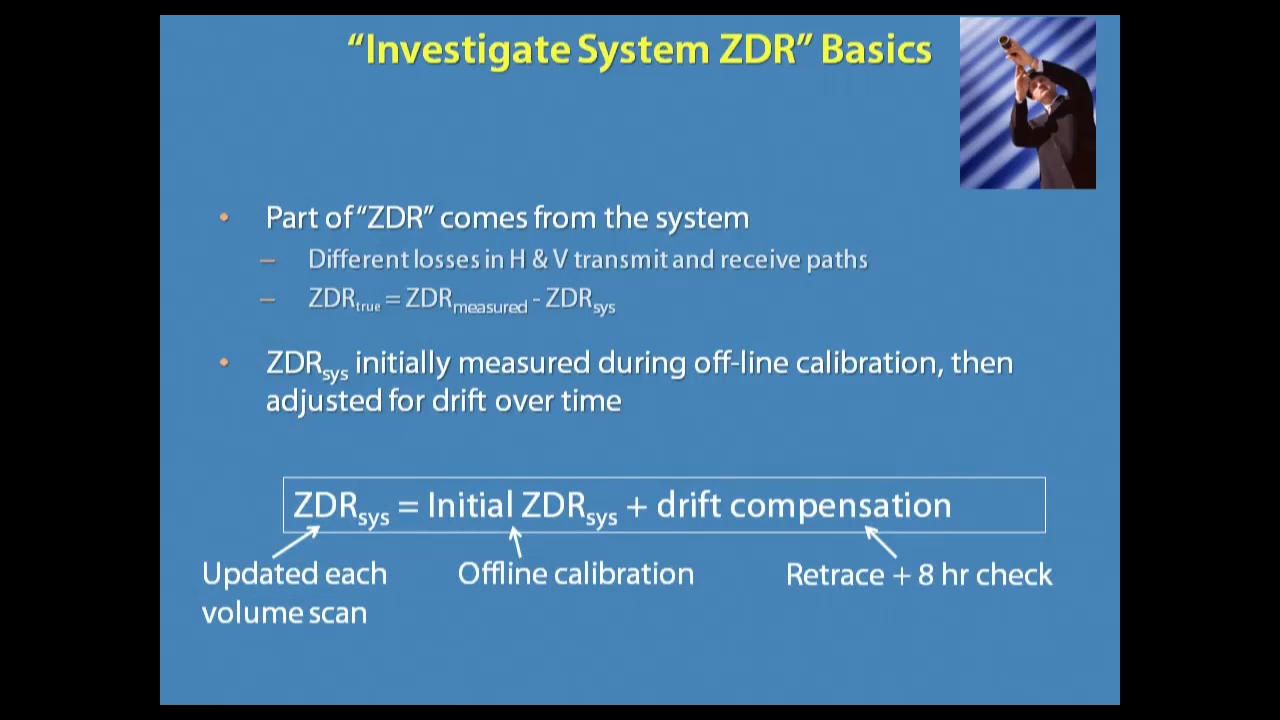 “Investigate System ZDR” Basics
• Part of “ZDR” comes from the system
– Different losses in H & V transmit and receive paths
– ZDRtrue = ZDRmeasured - ZDRsys
• ZDRsys initially measured during off-line calibration, then
adjusted for drift over time
ZDRsys = Initial ZDRsys + drift compensation
Updated each
volume scan
Offline calibration
Retrace + 8 hr check